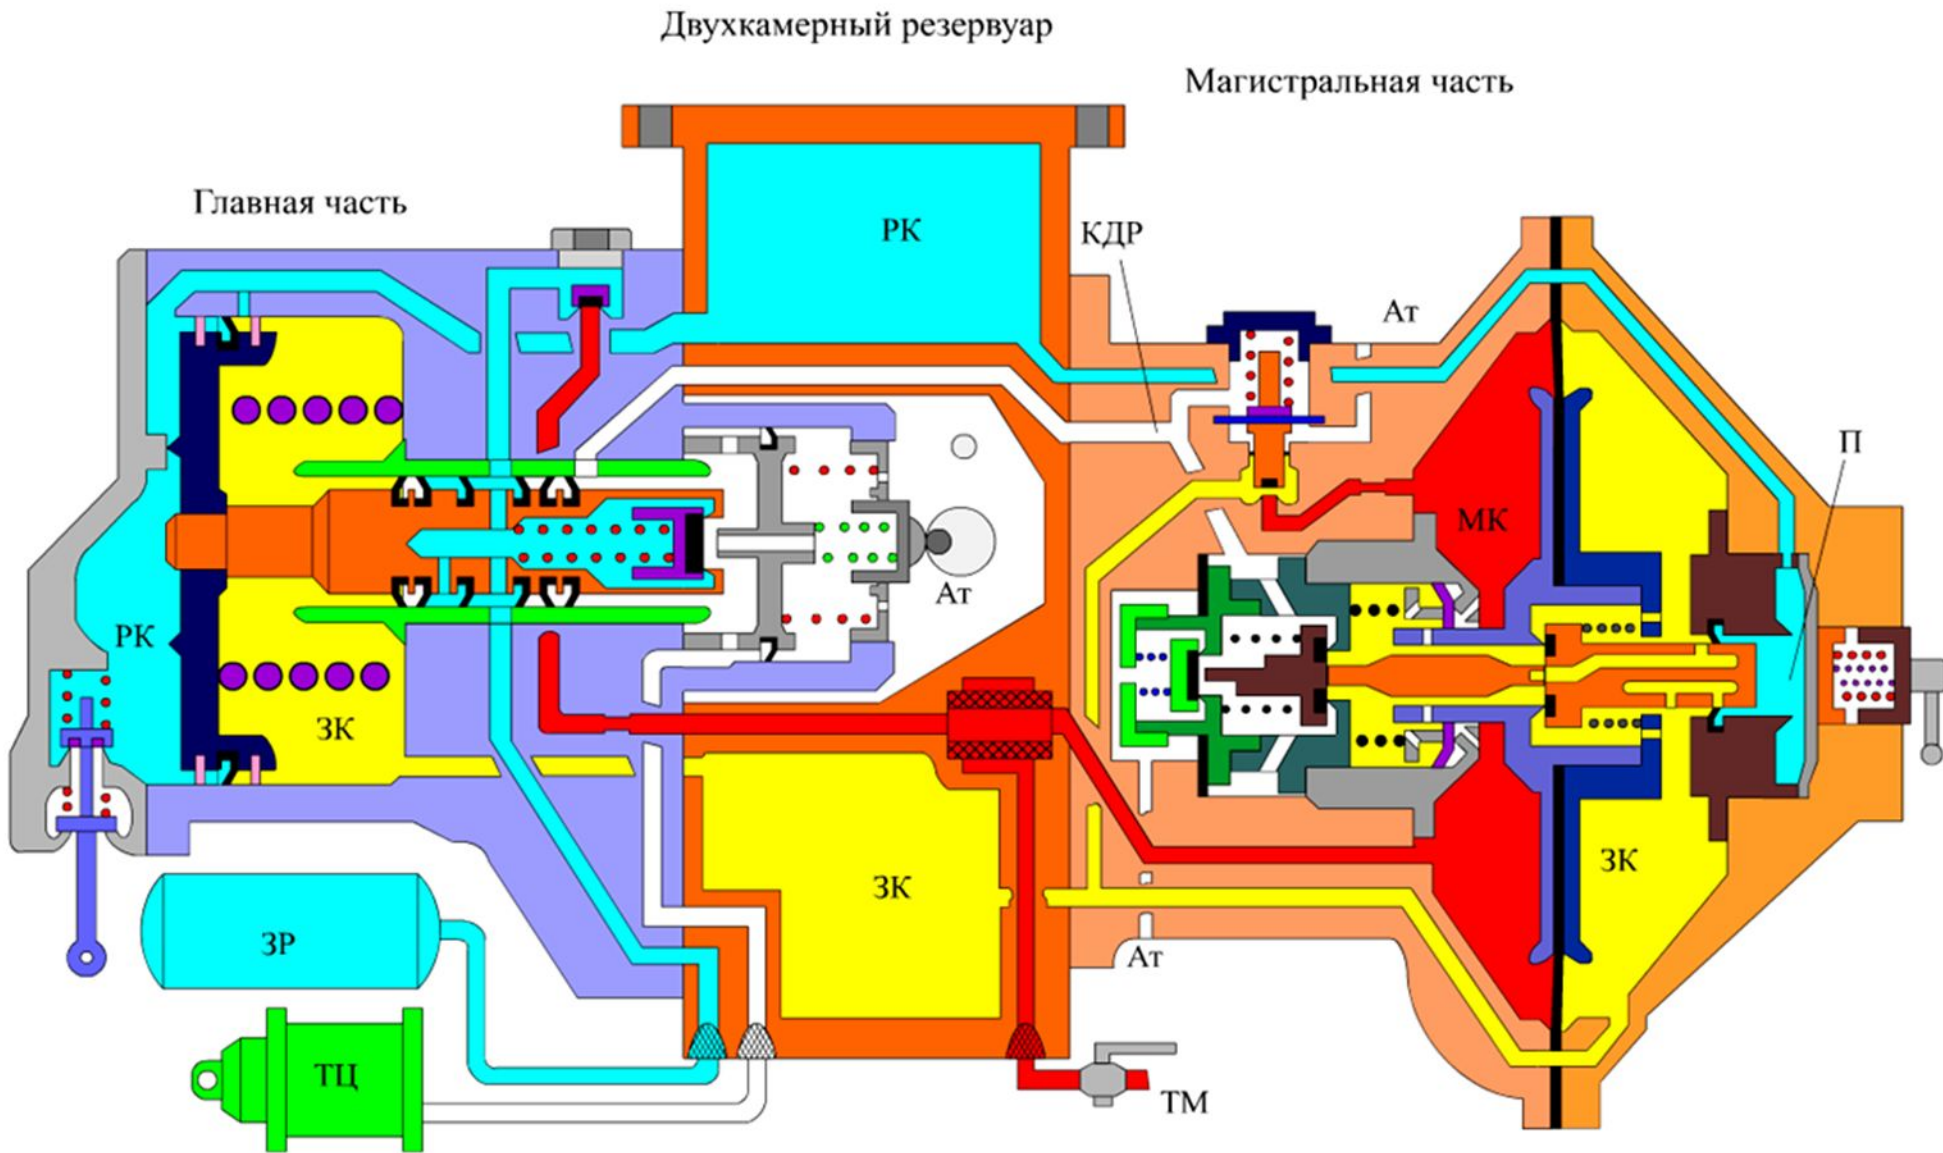 Двухкамерный резервуар
Магистральная часть
Главная часть
РК
КДР
Ат
П
МК
Ат
РК
ЗК
ЗК
ЗК
ЗР
Ат
ТЦ
ТМ